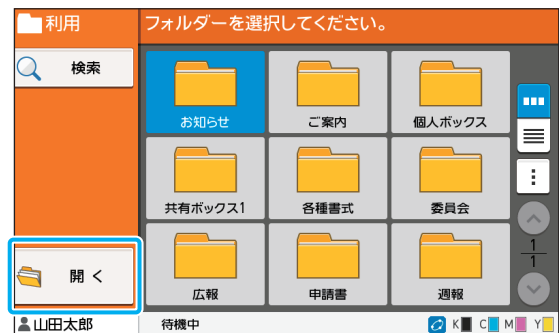 利用
フォルダーを選択してください。
検索
お知らせ
ご案内
個人ボックス
共有ボックス1
各種書式
委員会
1
1
開く
広報
申請書
週報
山田太郎
待機中
K C M Y